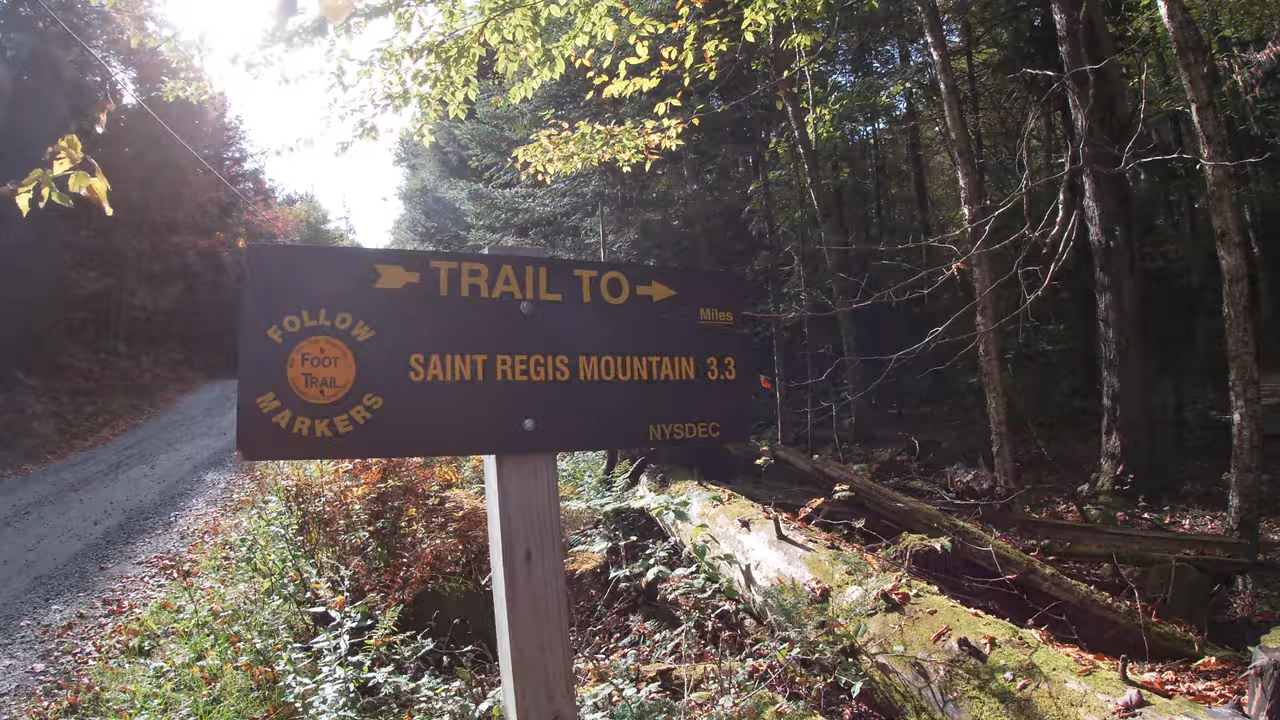 TRAIL TO
Miles
FOLLOW
FOOT
TRAIL
MARKERS
SAINT REGIS MOUNTAIN 3.3
NYSDEC